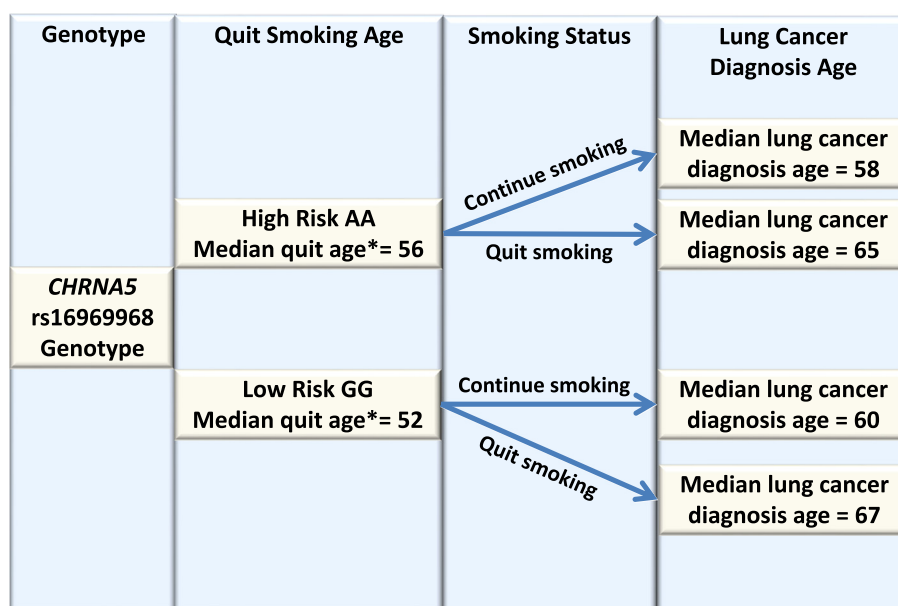 Genotype
Quit Smoking Age
Smoking Status
Lung Cancer
Diagnosis Age
CHRNA5
rs16969968
Genotype
High Risk AA
Median quit age*= 56
Continue smoking
Quit smoking
Median lung cancer
diagnosis age = 58
Median lung cancer
diagnosis age = 65
Low Risk GG
Median quit age*= 52
Continue smoking
Quit smoking
Median lung cancer
diagnosis age = 60
Median lung cancer
diagnosis age = 67